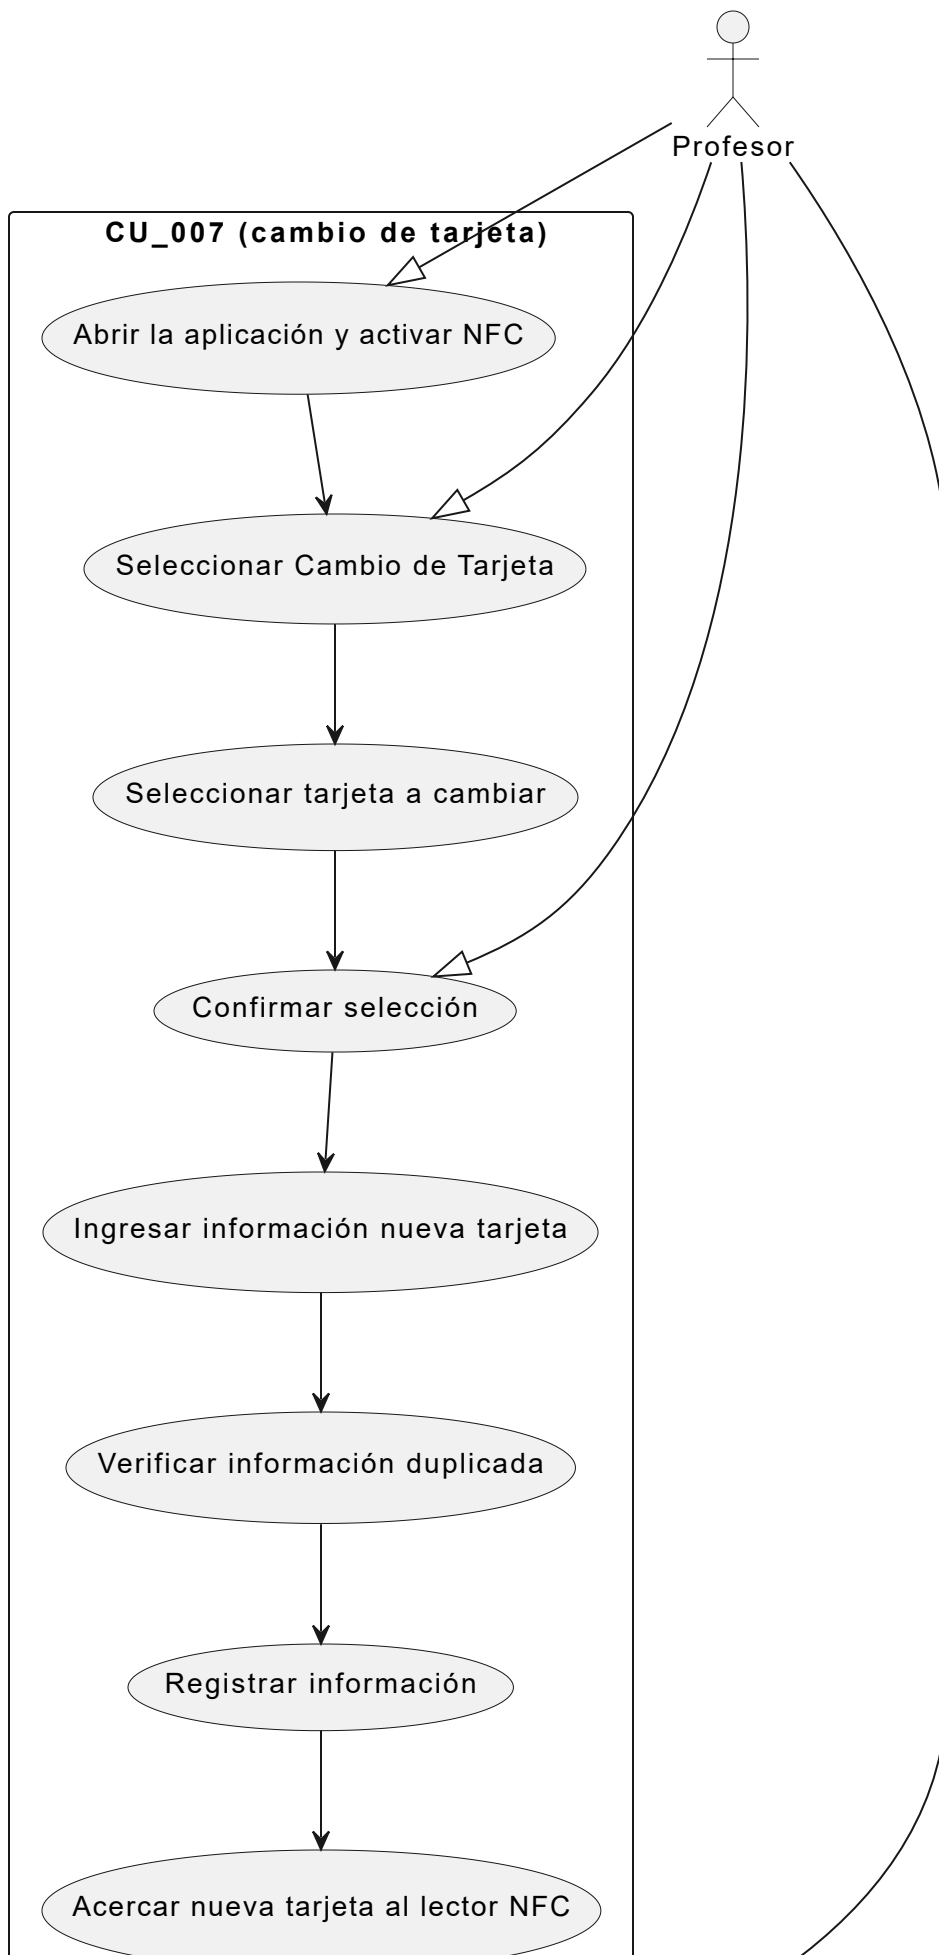 Profesor
CU_007 (cambio de tarjeta)
Abrir la aplicación y activar NFC
Seleccionar Cambio de Tarjeta
Seleccionar tarjeta a cambiar
Confirmar selección
Ingresar información nueva tarjeta
Verificar información duplicada
Registrar información
Acercar nueva tarjeta al lector NFC